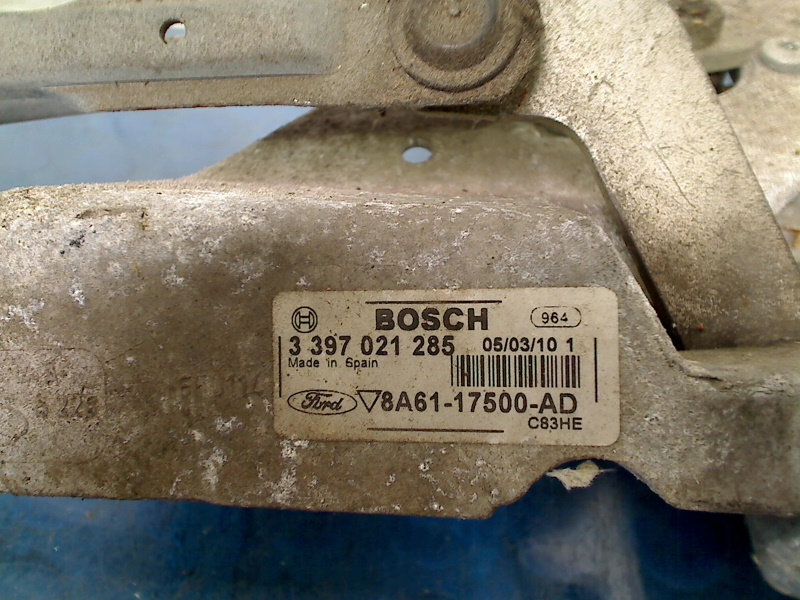 BOSCH 964
3 397 021 285 05/03/10 1
Made in Spain
Ford 8A61-17500-AD
C83HE